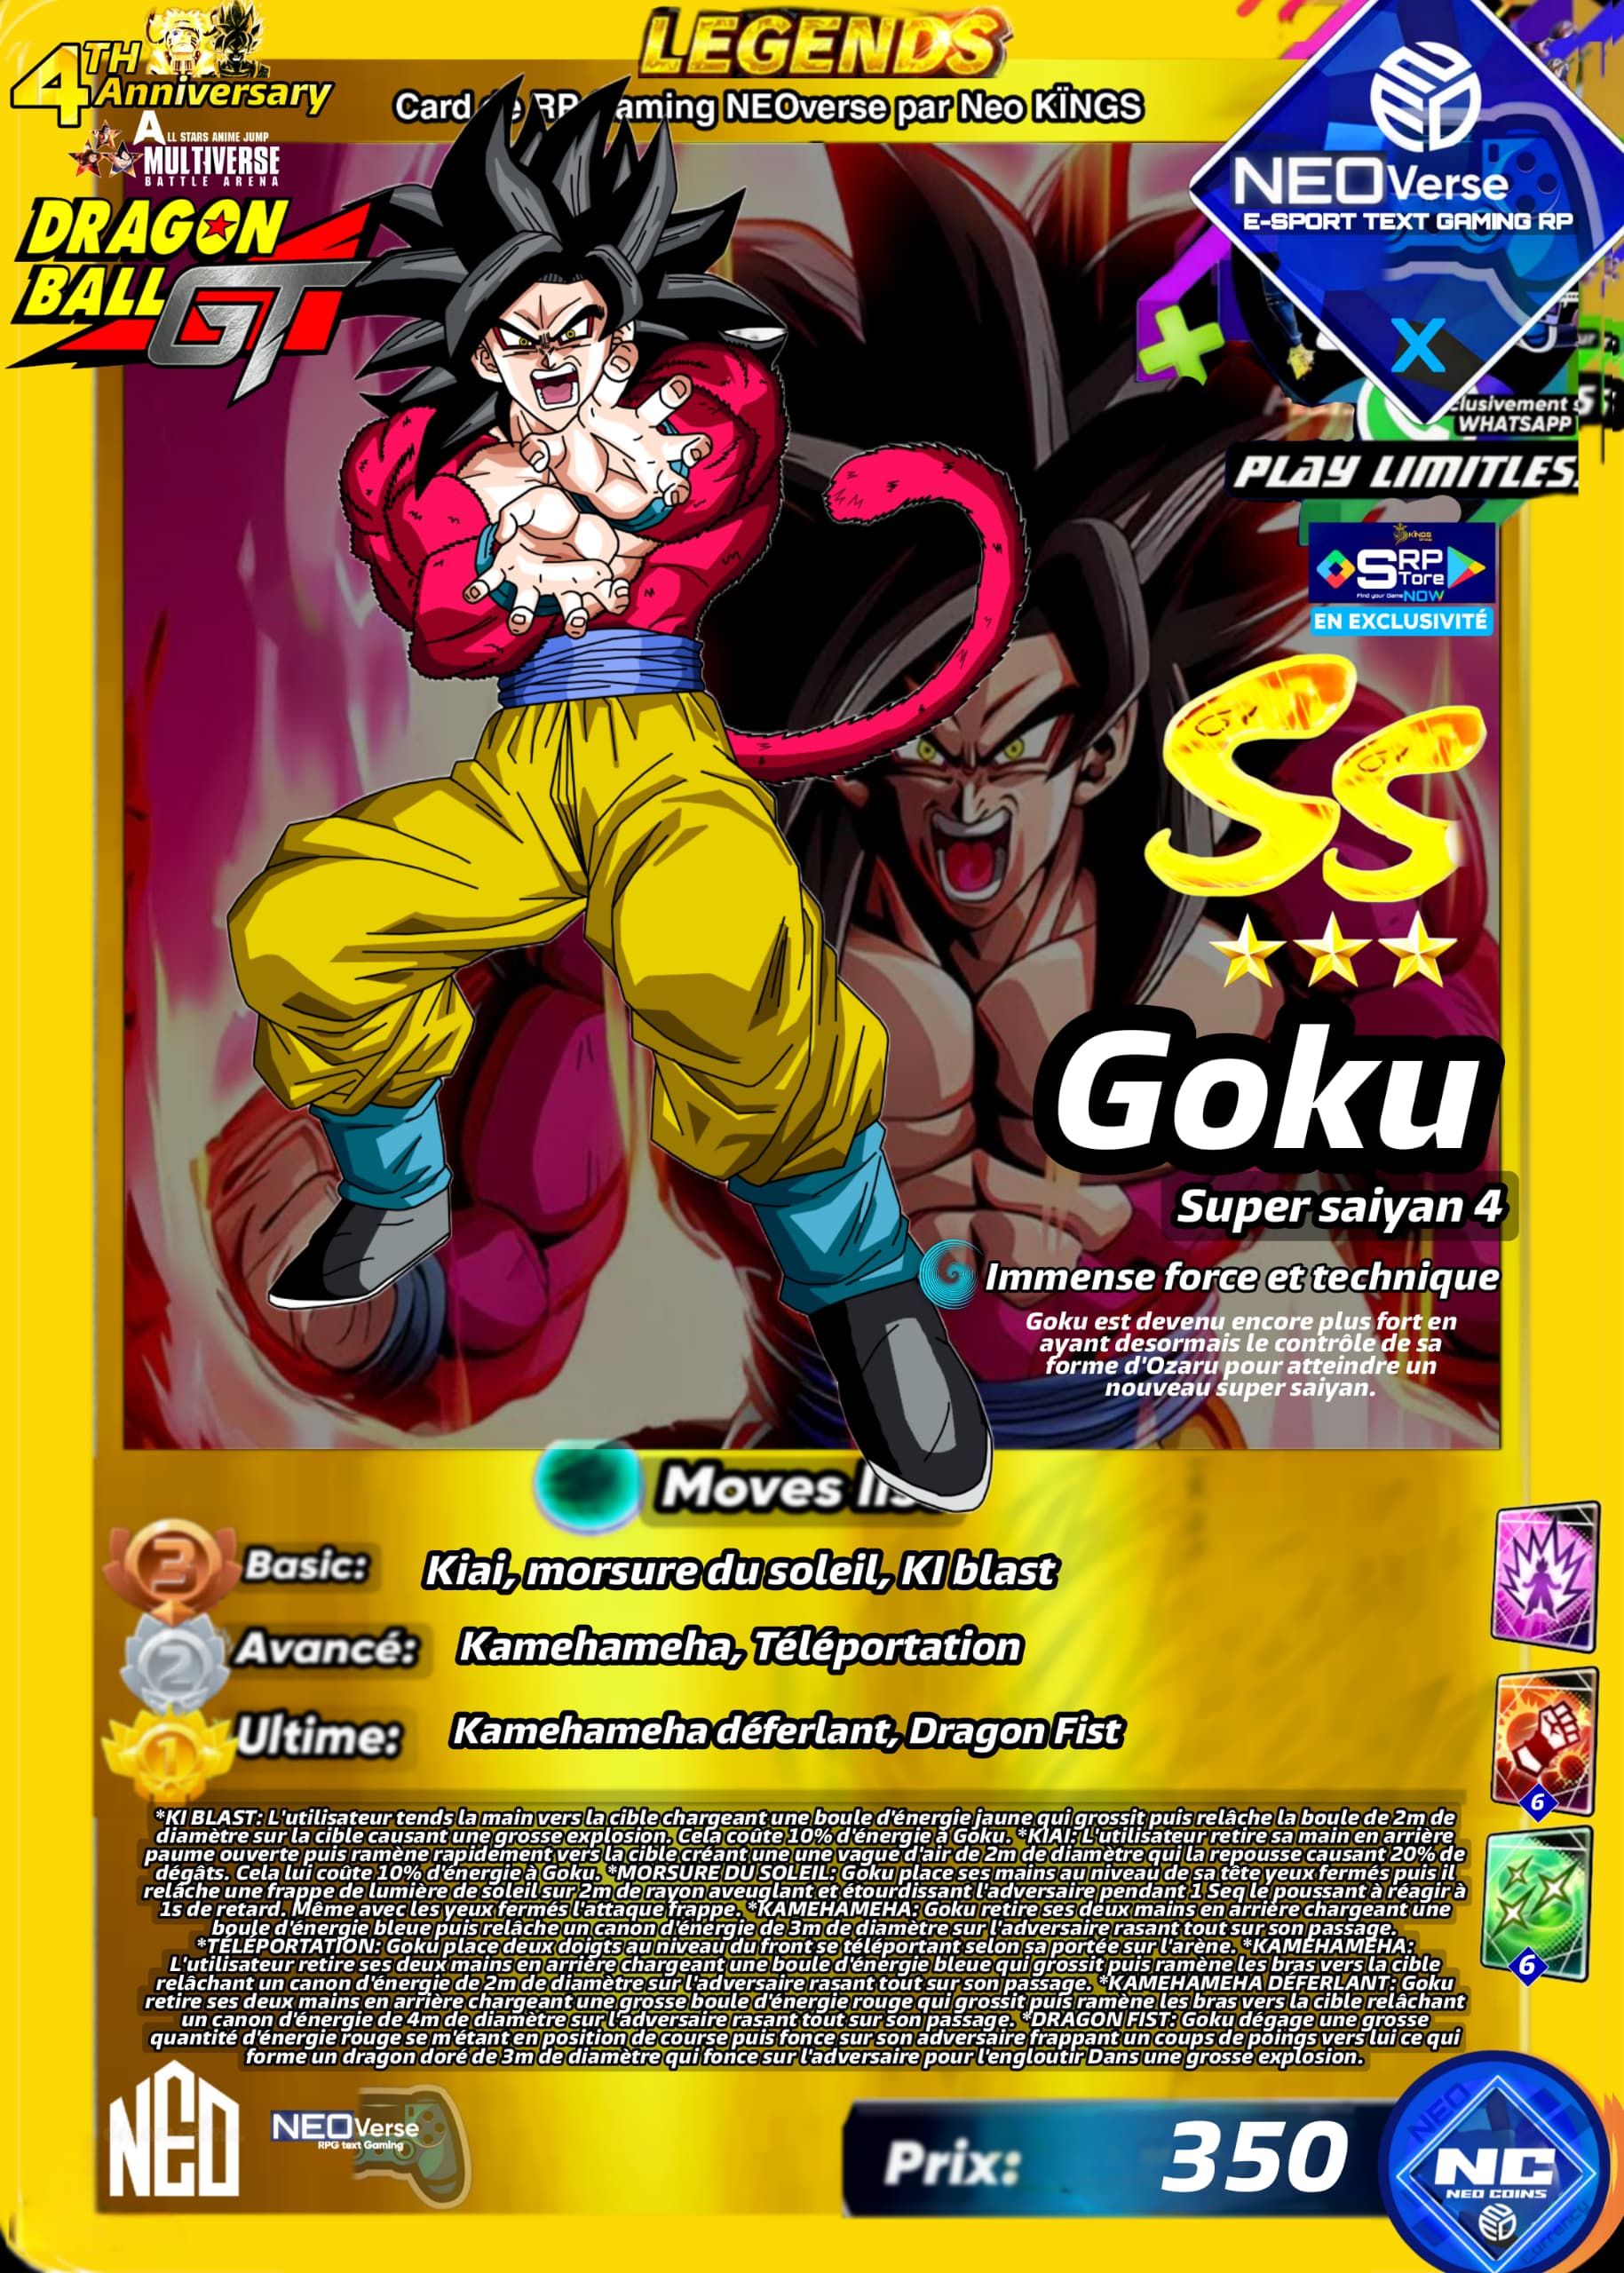 4TH
Anniversary
ALL STARS ANIME JUMP
MULTIVERSE
BATTLE ARENA
LEGENDS
Card de RP Gaming NEOverse par Neo KÏNGS
NEOVerse
E-SPORT TEXT GAMING RP
X
DRAGON
BALL
GT
clusivement
WHATSAPP
PLAY LIMITLES
KÏNGS
SRP
Tore
Find your Game NOW
EN EXCLUSIVITÉ
SS
Goku
Super saiyan 4
Immense force et technique
Goku est devenu encore plus fort en
ayant desormais le contrôle de sa
forme d'Ozaru pour atteindre un
nouveau super saiyan.
Moves lis
3 Basic: Kiai, morsure du soleil, KI blast
2 Avancé: Kamehameha, Téléportation
1 Ultime: Kamehameha déferlant, Dragon Fist
6
6
*KI BLAST: L'utilisateur tends la main vers la cible chargeant une boule d'énergie jaune qui grossit puis relâche la boule de 2m de
diamètre sur la cible causant une grosse explosion. Cela coûte 10% d'énergie à Goku. *KIAI: L'utilisateur retire sa main en arrière
paume ouverte puis ramène rapidement vers la cible créant une une vague d'air de 2m de diamètre qui la repousse causant 20% de
dégâts. Cela lui coûte 10% d'énergie à Goku. *MORSURE DU SOLEIL: Goku place ses mains au niveau de sa tête yeux fermés puis il
relâche une frappe de lumière de soleil sur 2m de rayon aveuglant et étourdissant l'adversaire pendant 1 Seq le poussant à réagir à
1s de retard. Même avec les yeux fermés l'attaque frappe. *KAMEHAMEHA: Goku retire ses deux mains en arrière chargeant une
boule d'énergie bleue puis relâche un canon d'énergie de 3m de diamètre sur l'adversaire rasant tout sur son passage.
*TÉLÉPORTATION: Goku place deux doigts au niveau du front se téléportant selon sa portée sur l'arène. *KAMEHAMEHA:
L'utilisateur retire ses deux mains en arrière chargeant une boule d'énergie bleue qui grossit puis ramène les bras vers la cible
relâchant un canon d'énergie de 2m de diamètre sur l'adversaire rasant tout sur son passage. *KAMEHAMEHA DÉFERLANT: Goku
retire ses deux mains en arrière chargeant une grosse boule d'énergie rouge qui grossit puis ramène les bras vers la cible relâchant
un canon d'énergie de 4m de diamètre sur l'adversaire rasant tout sur son passage. *DRAGON FIST: Goku dégage une grosse
quantité d'énergie rouge se m'étant en position de course puis fonce sur son adversaire frappant un coups de poings vers lui ce qui
forme un dragon doré de 3m de diamètre qui fonce sur l'adversaire pour l'engloutir Dans une grosse explosion.
NEO
NEOVerse
RPG text Gaming
Prix: 350
NC
NEO COINS
Currency